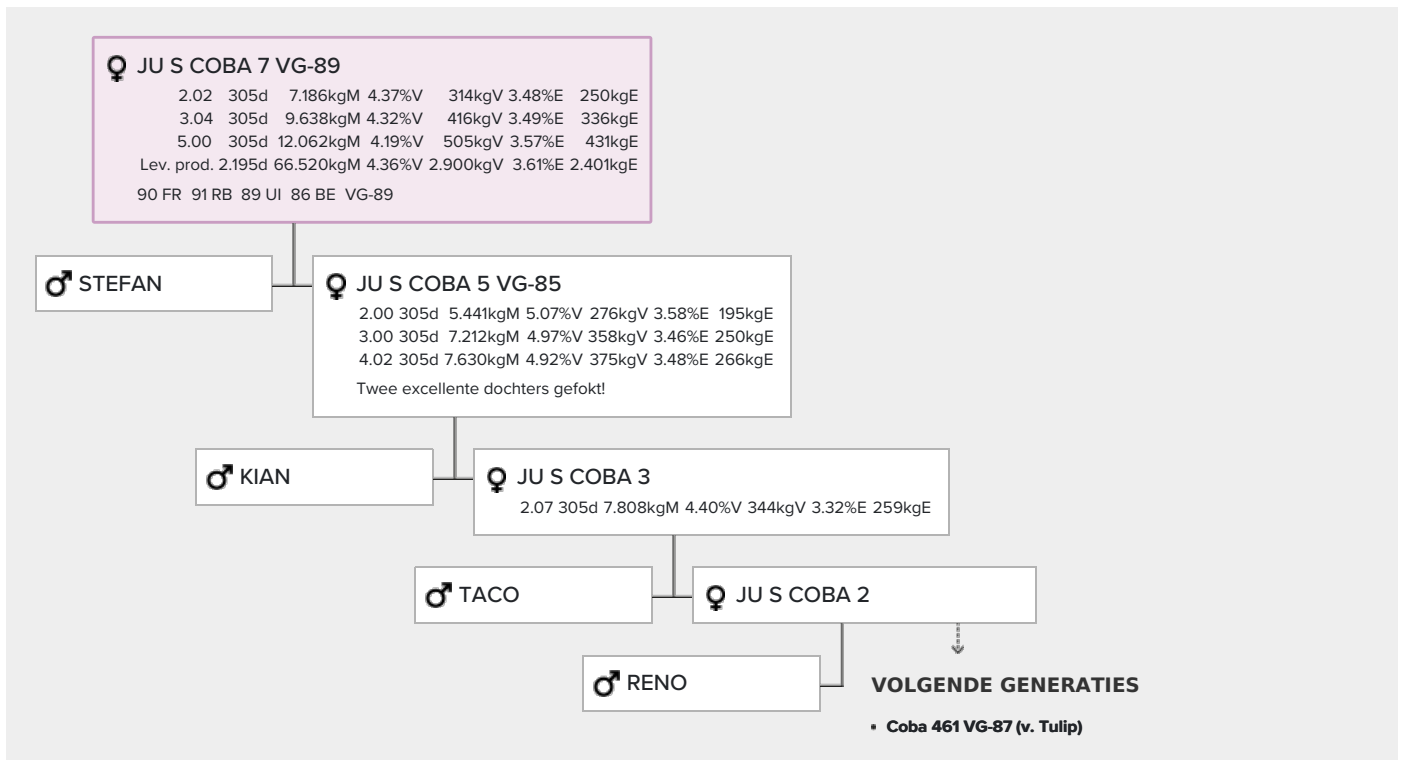 JU S COBA 7 VG-89
2.02 305d 7.186kgM 4.37%V 314kgV 3.48%E 250kgE
3.04 305d 9.638kgM 4.32%V 416kgV 3.49%E 336kgE
5.00 305d 12.062kgM 4.19%V 505kgV 3.57%E 431kgE
Lev. prod. 2.195d 66.520kgM 4.36%V 2.900kgV 3.61%E 2.401kgE
90 FR 91 RB 89 UI 86 BE VG-89
STEFAN
JU S COBA 5 VG-85
2.00 305d 5.441kgM 5.07%V 276kgV 3.58%E 195kgE
3.00 305d 7.212kgM 4.97%V 358kgV 3.46%E 250kgE
4.02 305d 7.630kgM 4.92%V 375kgV 3.48%E 266kgE
Twee excellente dochters gefokt!
KIAN
JU S COBA 3
2.07 305d 7.808kgM 4.40%V 344kgV 3.32%E 259kgE
TACO
JU S COBA 2
RENO
VOLGENDE GENERATIES
• Coba 461 VG-87 (v. Tulip)